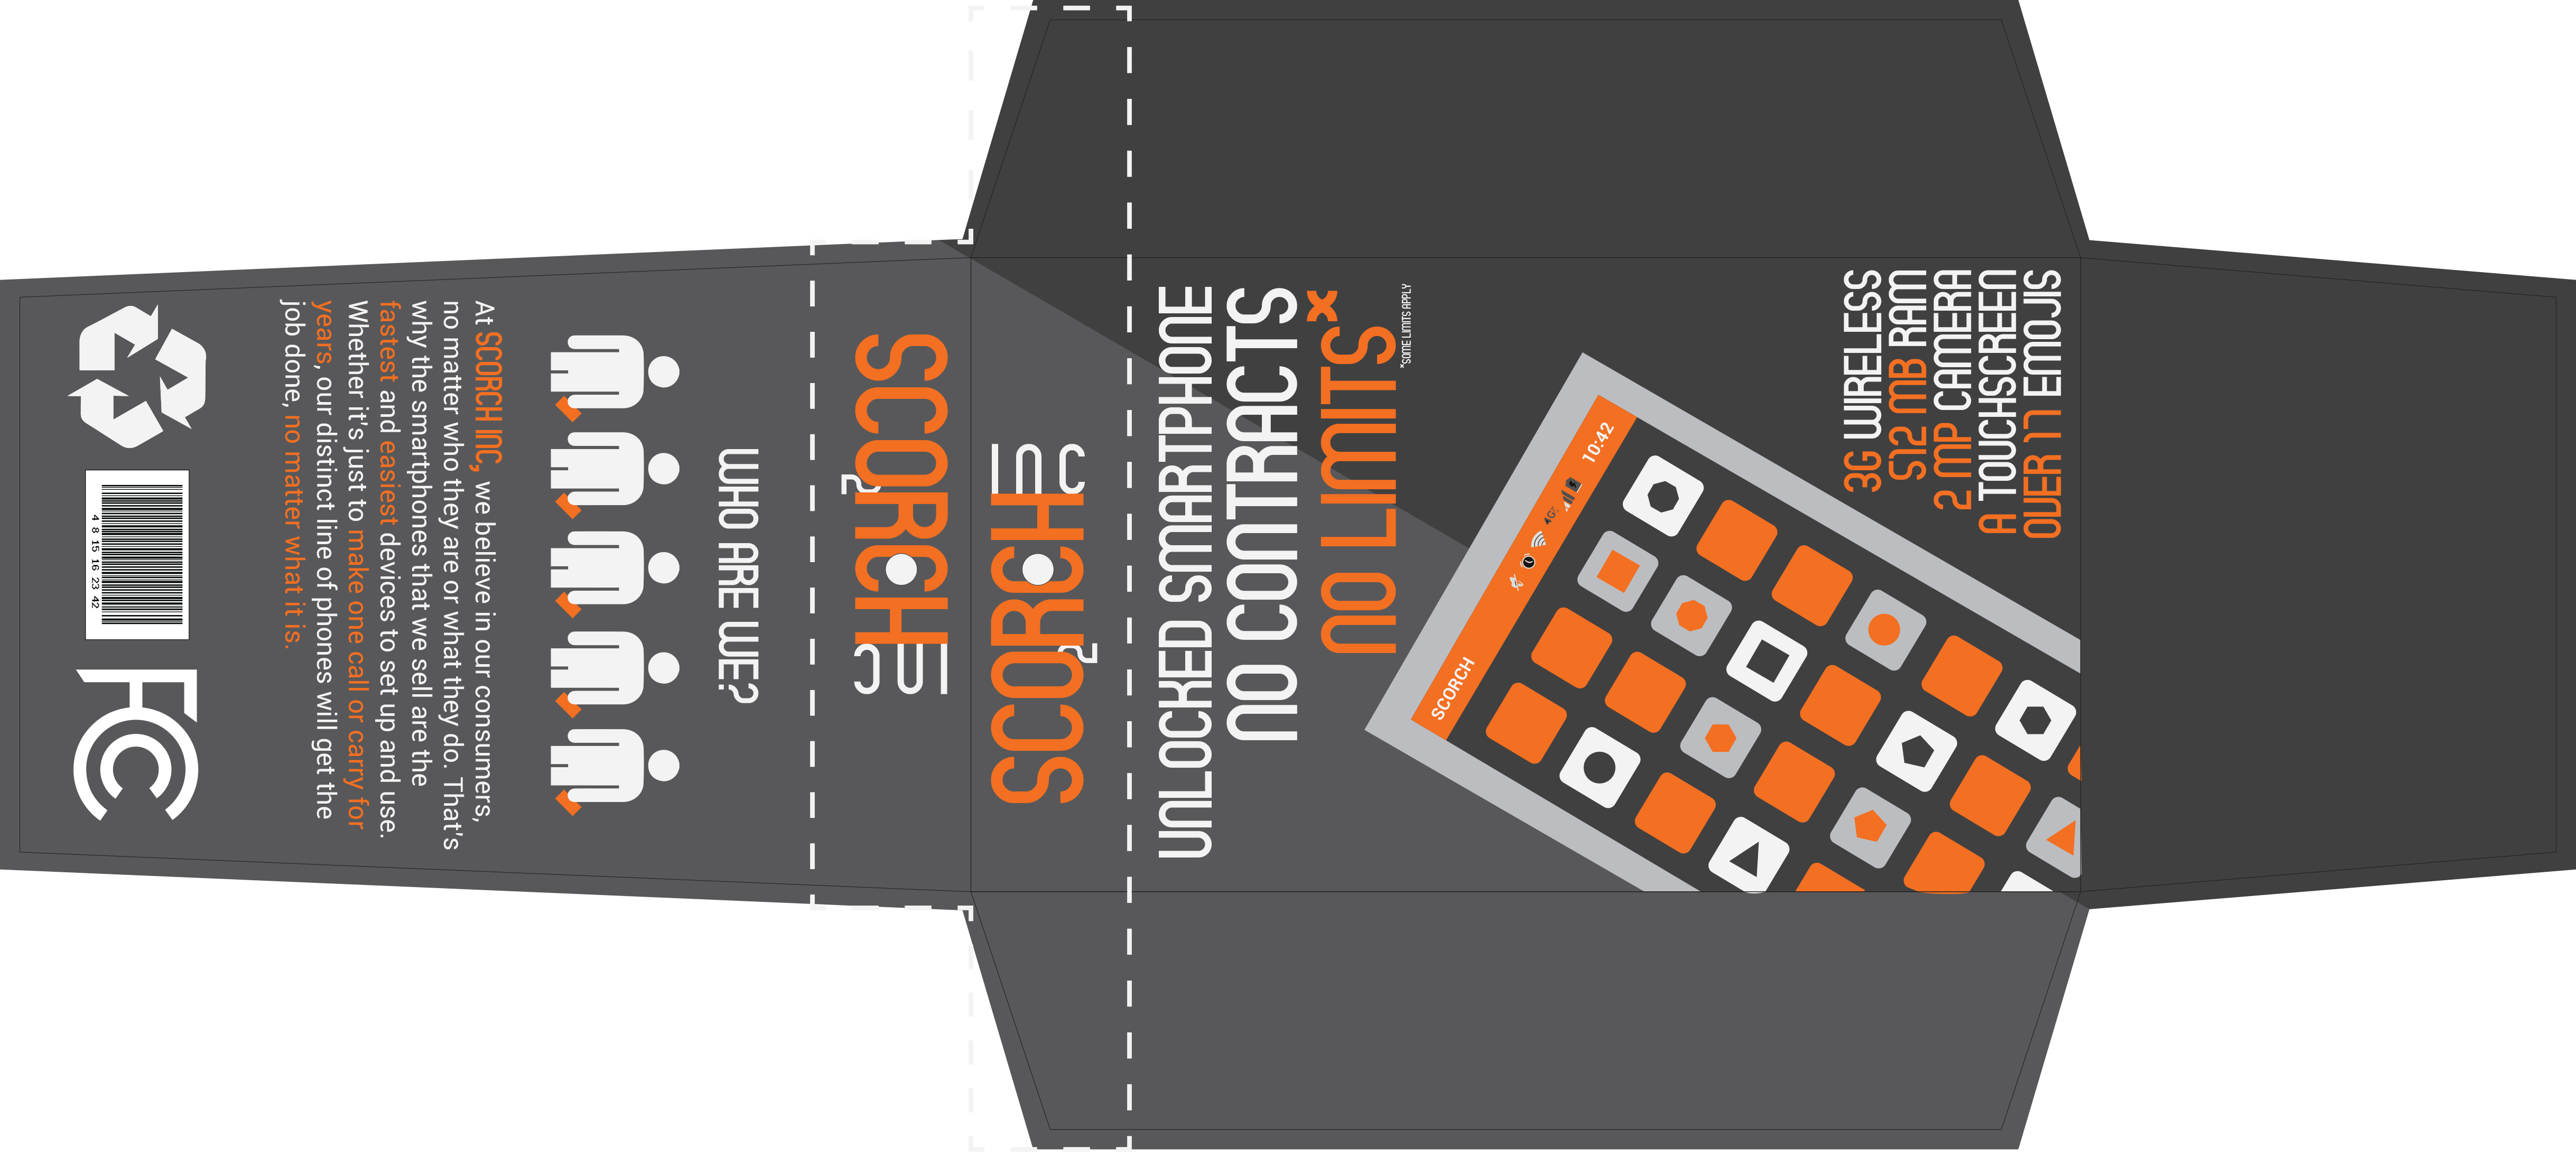 SCORCH
INC
UNLOCKED SMARTPHONE
NO CONTRACTS
NO LIMITS*
*SOME LIMITS APPLY
SCORCH 10:42
3G WIRELESS
512 MB RAM
2 MP CAMERA
A TOUCHSCREEN
OVER 17 EMOJIS
SCORCH
INC
WHO ARE WE?
At SCORCH INC, we believe in our consumers,
no matter who they are or what they do. That's
why the smartphones that we sell are the
fastest and easiest devices to set up and use.
Whether it's just to make one call or carry for
years, our distinct line of phones will get the
job done, no matter what it is.
4 8 15 16 23 42
FC